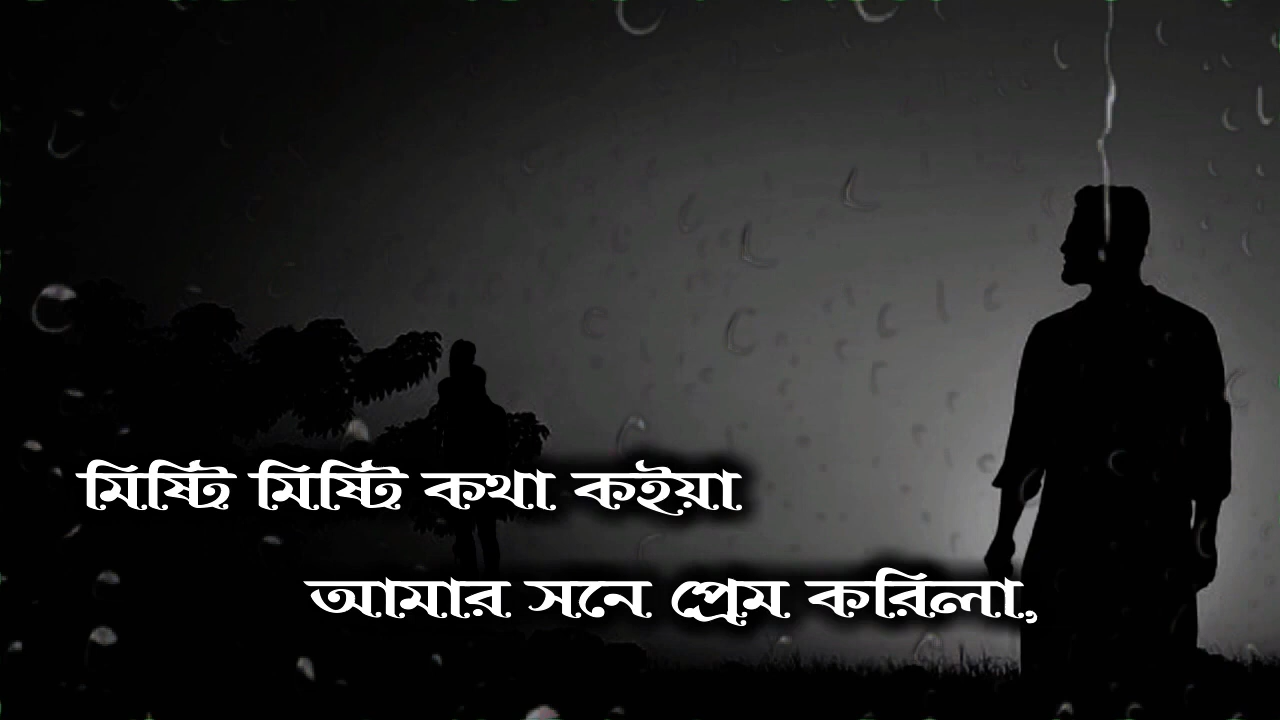 মিষ্টি মিষ্টি কথা কইয়া
আমার সনে প্রেম করিলা,